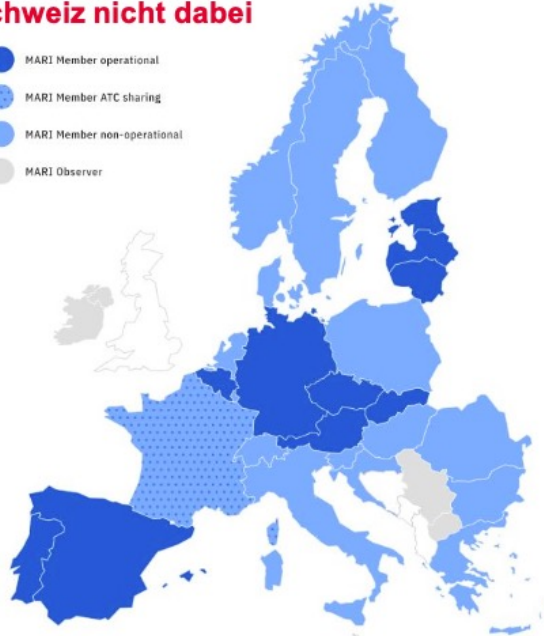 chweiz nicht dabei
MARI Member operational
MARI Member ATC sharing
MARI Member non-operational
MARI Observer